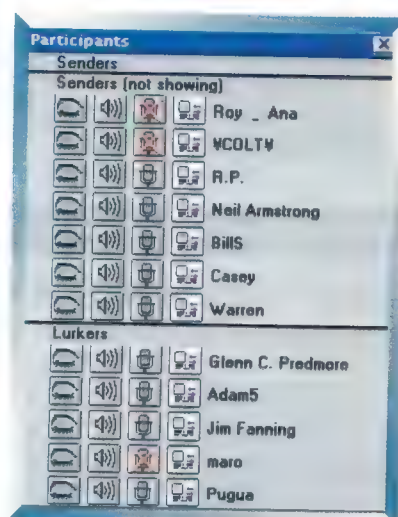 Participants
Senders
Senders (not showing)
Roy _ Ana
¥COLT¥
R.P.
Neil Armstrong
BillS
Casey
Warren
Lurkers
Glenn C. Predmore
Adam5
Jim Fanning
maro
Pugua